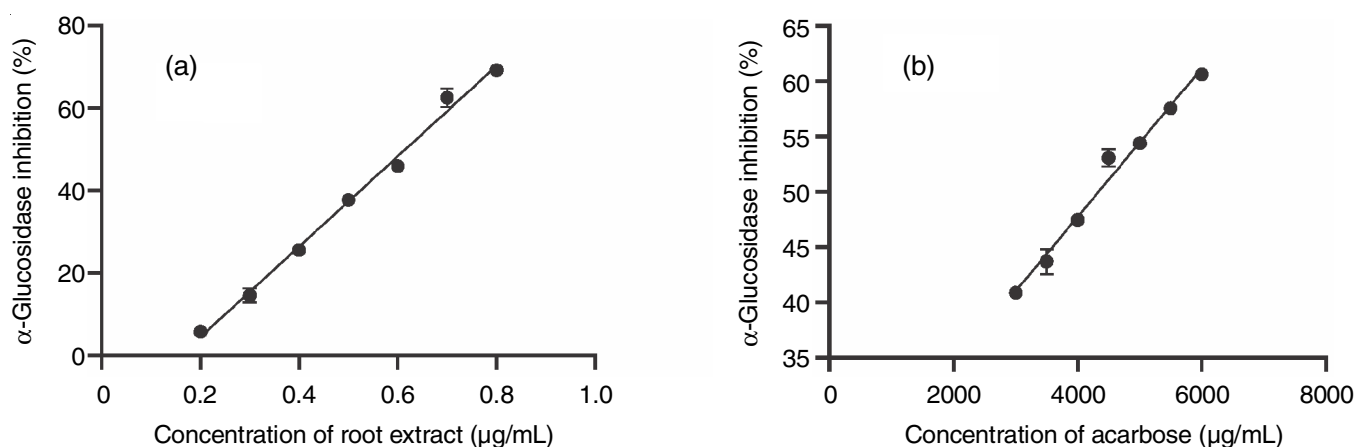 80
60
40
20
0
α-Glucosidase inhibition (%)
(a)
0 0.2 0.4 0.6 0.8 1.0
Concentration of root extract (µg/mL)
65
60
55
50
45
40
35
α-Glucosidase inhibition (%)
(b)
0 2000 4000 6000 8000
Concentration of acarbose (µg/mL)